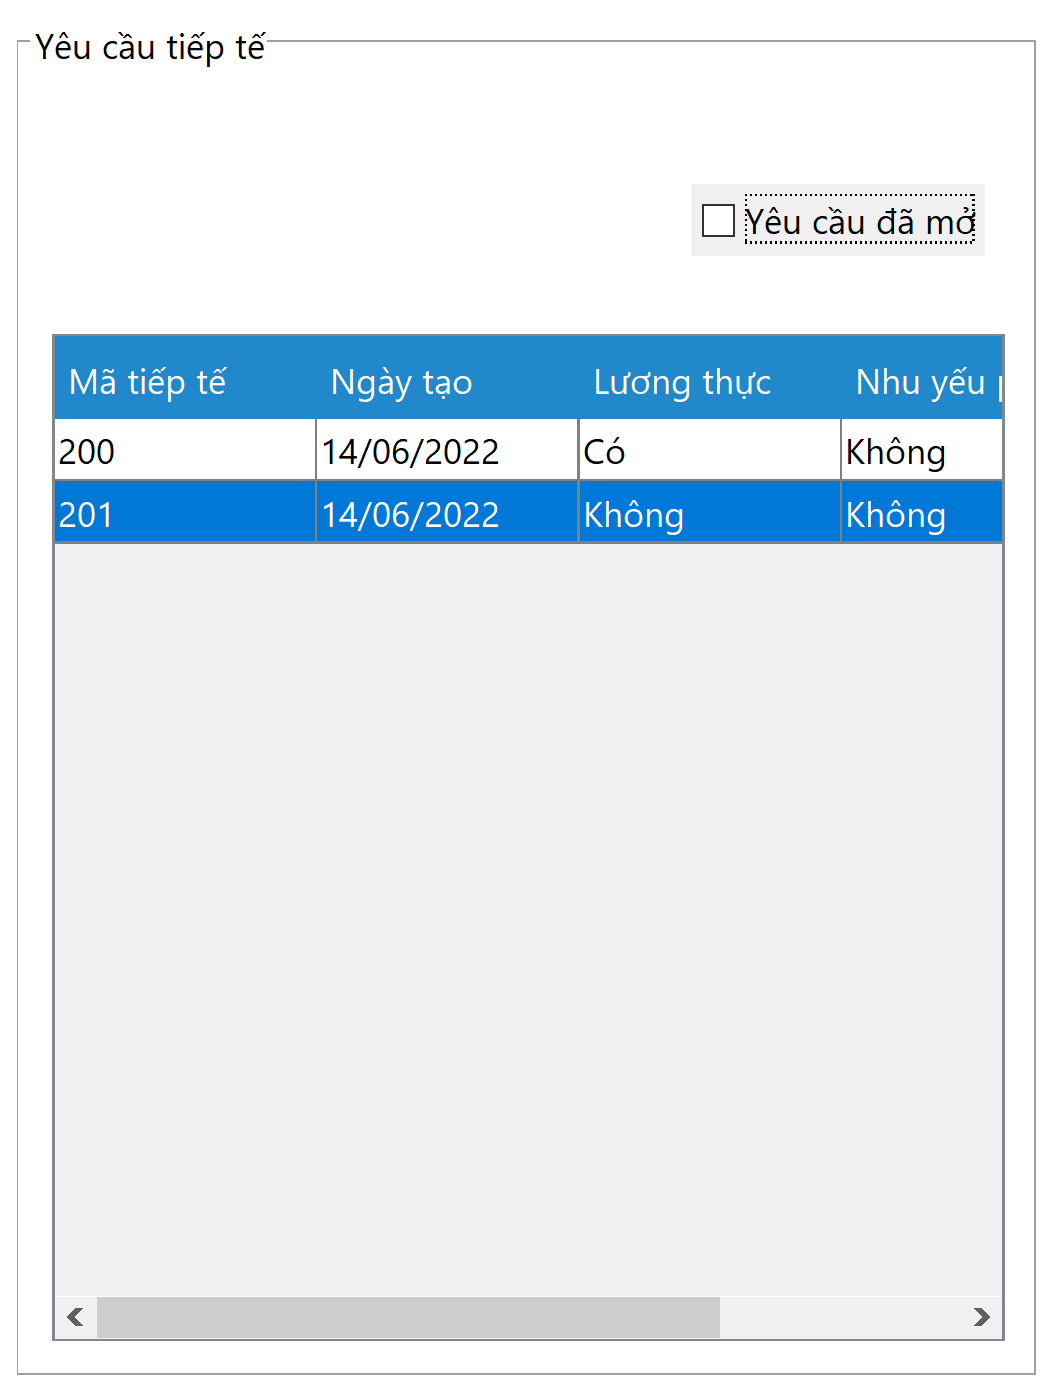 Yêu cầu tiếp tế
Yêu cầu đã mở
Mã tiếp tế Ngày tạo Lương thực Nhu yếu
200 14/06/2022 Có Không
201 14/06/2022 Không Không